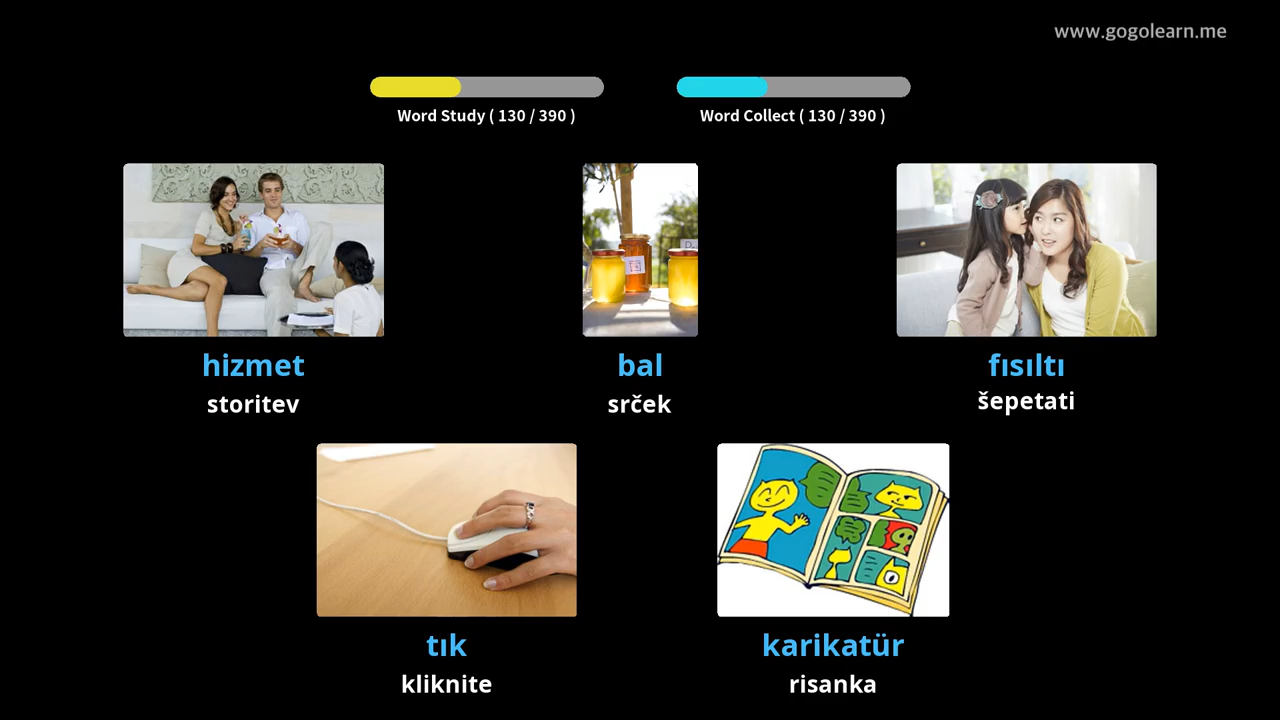 www.gogolearn.me
Word Study ( 130 / 390 )
Word Collect ( 130 / 390 )
hizmet
storitev
bal
srček
fısıltı
šepetati
tık
kliknite
karikatür
risanka